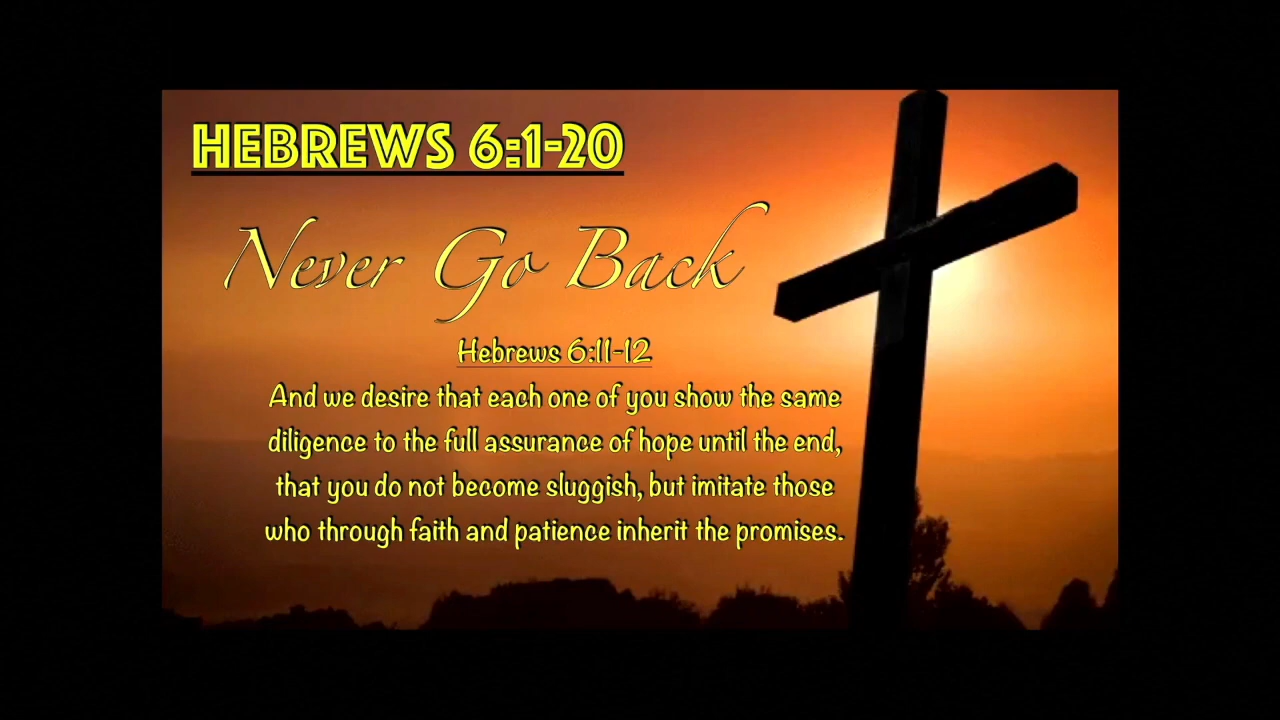 HEBREWS 6:1-20
Never Go Back
Hebrews 6:11-12
And we desire that each one of you show the same
diligence to the full assurance of hope until the end,
that you do not become sluggish, but imitate those
who through faith and patience inherit the promises.